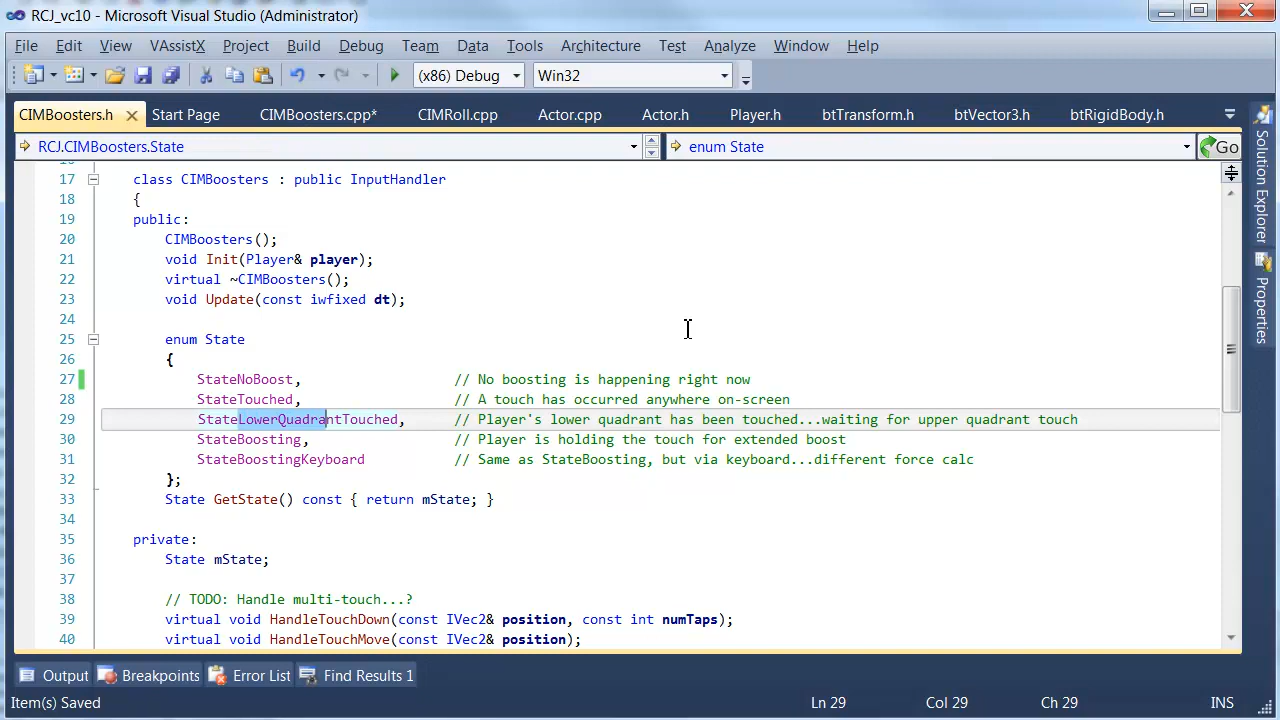 RCJ_vc10 - Microsoft Visual Studio (Administrator)
File Edit View VAssistX Project Build Debug Team Data Tools Architecture Test Analyze Window Help
(x86) Debug Win32
CIMBoosters.h Start Page CIMBoosters.cpp* CIMRoll.cpp Actor.cpp Actor.h Player.h btTransform.h btVector3.h btRigidBody.h
RCJ.CIMBoosters.State enum State Go
17 class CIMBoosters : public InputHandler
18 {
19 public:
20 CIMBoosters();
21 void Init(Player& player);
22 virtual ~CIMBoosters();
23 void Update(const iwfixed dt);
24
25 enum State
26 {
27 StateNoBoost, // No boosting is happening right now
28 StateTouched, // A touch has occurred anywhere on-screen
29 StateLowerQuadrantTouched, // Player's lower quadrant has been touched...waiting for upper quadrant touch
30 StateBoosting, // Player is holding the touch for extended boost
31 StateBoostingKeyboard // Same as StateBoosting, but via keyboard...different force calc
32 };
33 State GetState() const { return mState; }
34
35 private:
36 State mState;
37
38 // TODO: Handle multi-touch...?
39 virtual void HandleTouchDown(const IVec2& position, const int numTaps);
40 virtual void HandleTouchMove(const IVec2& position);
Solution Explorer
Properties
Output Breakpoints Error List Find Results 1
Item(s) Saved Ln 29 Col 29 Ch 29 INS